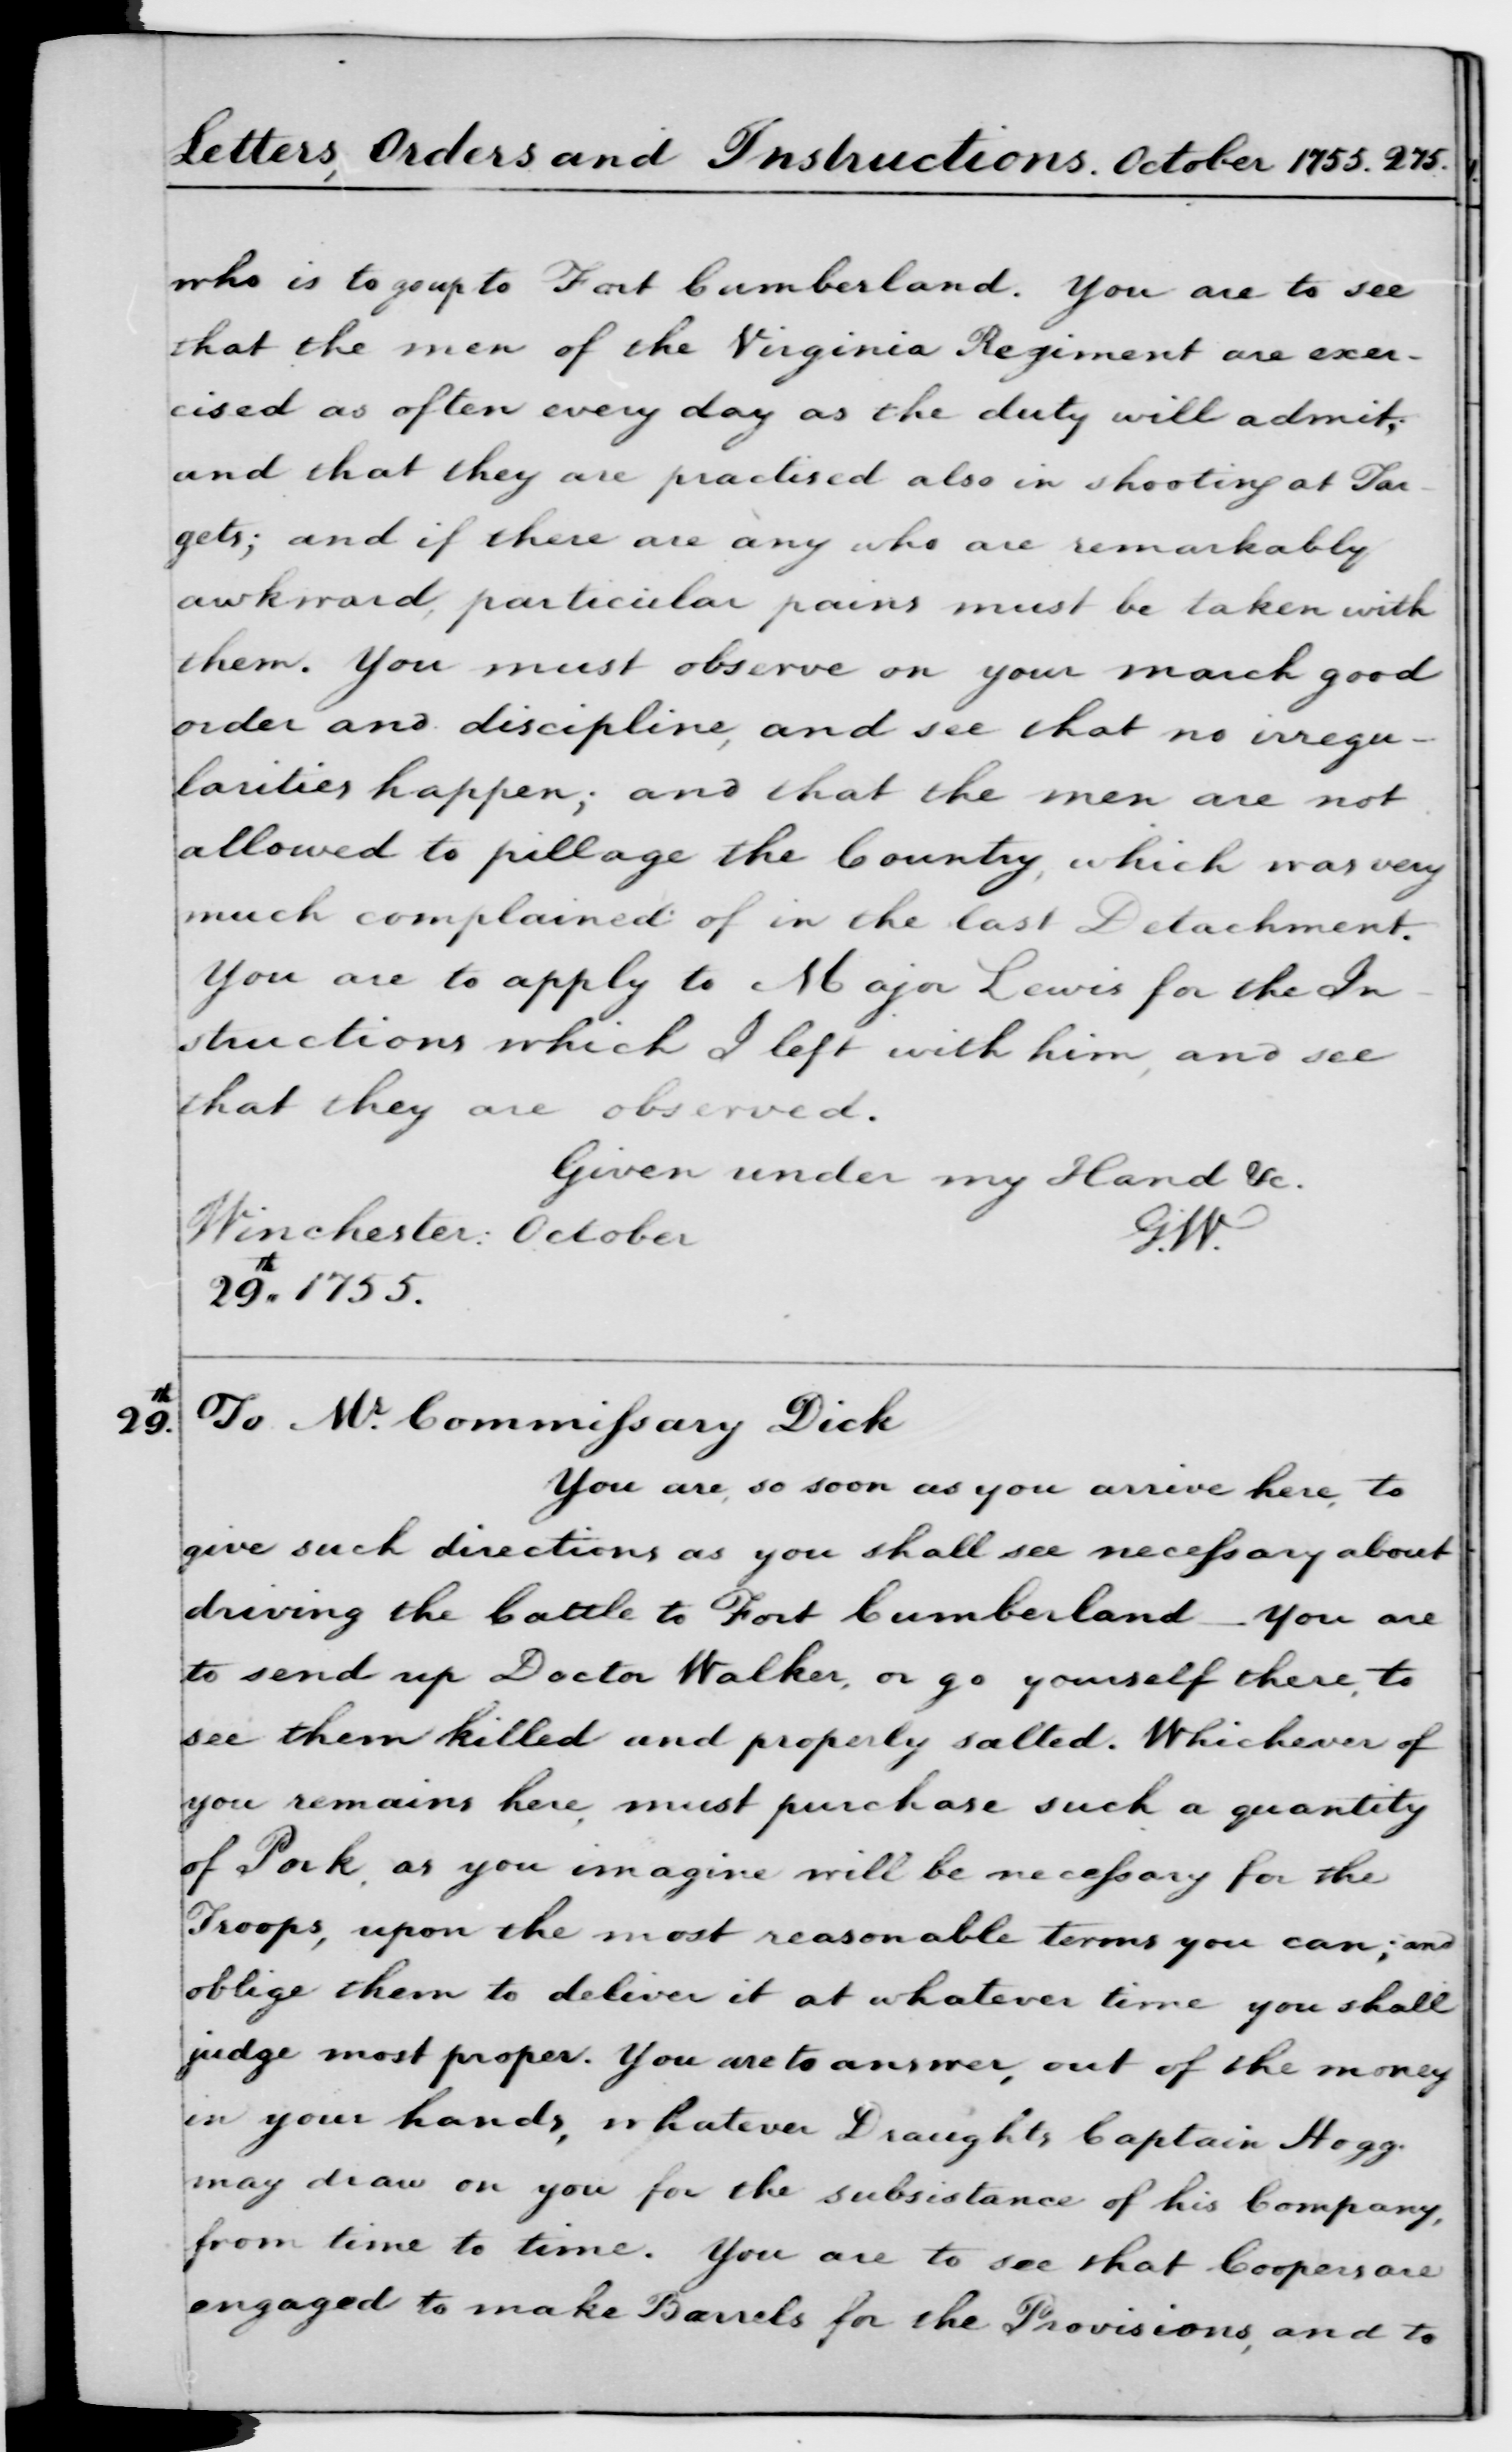 Letters, Orders and Instructions. October 1755. 275.
who is to go up to Fort Cumberland. You are to see
that the men of the Virginia Regiment are exer-
cised as often every day as the duty will admit;
and that they are practised also in shooting at Tar-
gets; and if there are any who are remarkably
awkward, particular pains must be taken with
them. You must observe on your march good
order and discipline, and see that no irregu-
larities happen; and that the men are not
allowed to pillage the Country, which was very
much complained of in the last Detachment.
You are to apply to Major Lewis for the In-
structions which I left with him, and see
that they are observed.
Given under my Hand &c.
Winchester: October G.W.
29th. 1755.
29th. To Mr. Commissary Dick
You are, so soon as you arrive here, to
give such directions as you shall see necessary about
driving the Cattle to Fort Cumberland — You are
to send up Doctor Walker, or go yourself there, to
see them killed and properly salted. Whichever of
you remains here, must purchase such a quantity
of Pork, as you imagine will be necessary for the
Troops, upon the most reasonable terms you can; and
oblige them to deliver it at whatever time you shall
judge most proper. You are to answer, out of the money
in your hands, whatever Draughts Captain Hogg
may draw on you for the subsistance of his Company,
from time to time. You are to see that Coopers are
engaged to make Barrels for the Provisions, and to